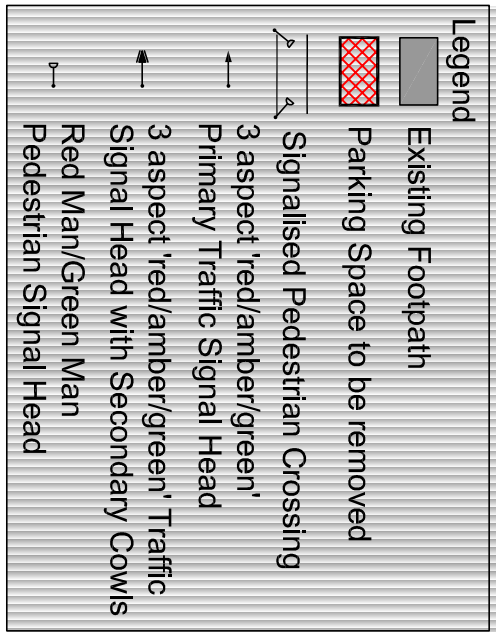 Legend
Existing Footpath
Parking Space to be removed
Signalised Pedestrian Crossing
3 aspect 'red/amber/green'
Primary Traffic Signal Head
3 aspect 'red/amber/green' Traffic
Signal Head with Secondary Cowls
Red Man/Green Man
Pedestrian Signal Head